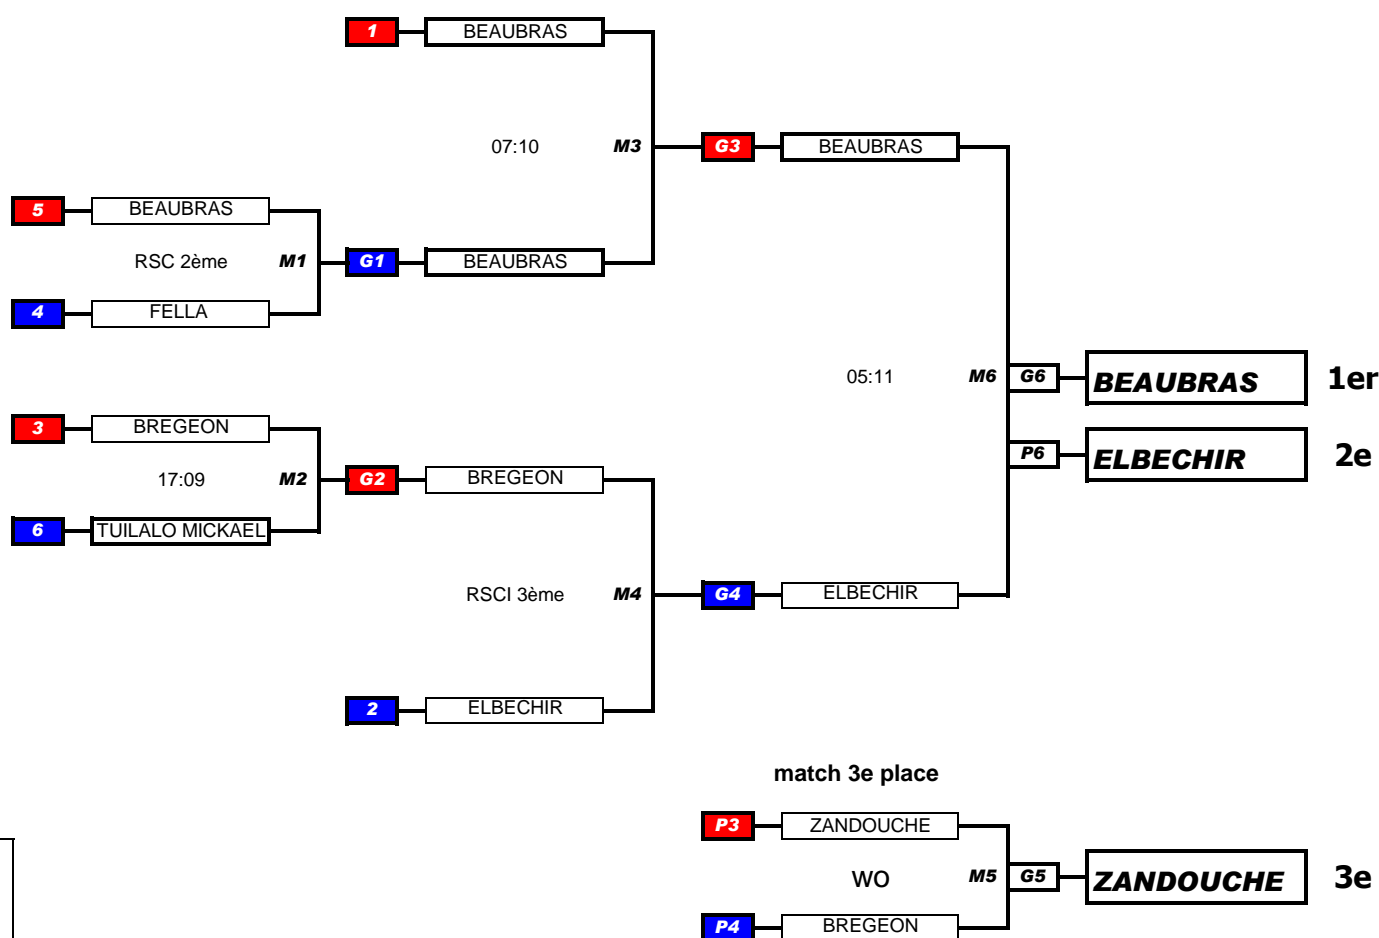 1 BEAUBRAS
07:10 M3 G3 BEAUBRAS
5 BEAUBRAS
RSC 2ème M1 G1 BEAUBRAS
4 FELLA
05:11 M6 G6 BEAUBRAS 1er
3 BREGEON
P6 ELBECHIR 2e
17:09 M2 G2 BREGEON
6 TUILALO MICKAEL
RSCI 3ème M4 G4 ELBECHIR
2 ELBECHIR
match 3e place
P3 ZANDOUCHE
WO M5 G5 ZANDOUCHE 3e
P4 BREGEON